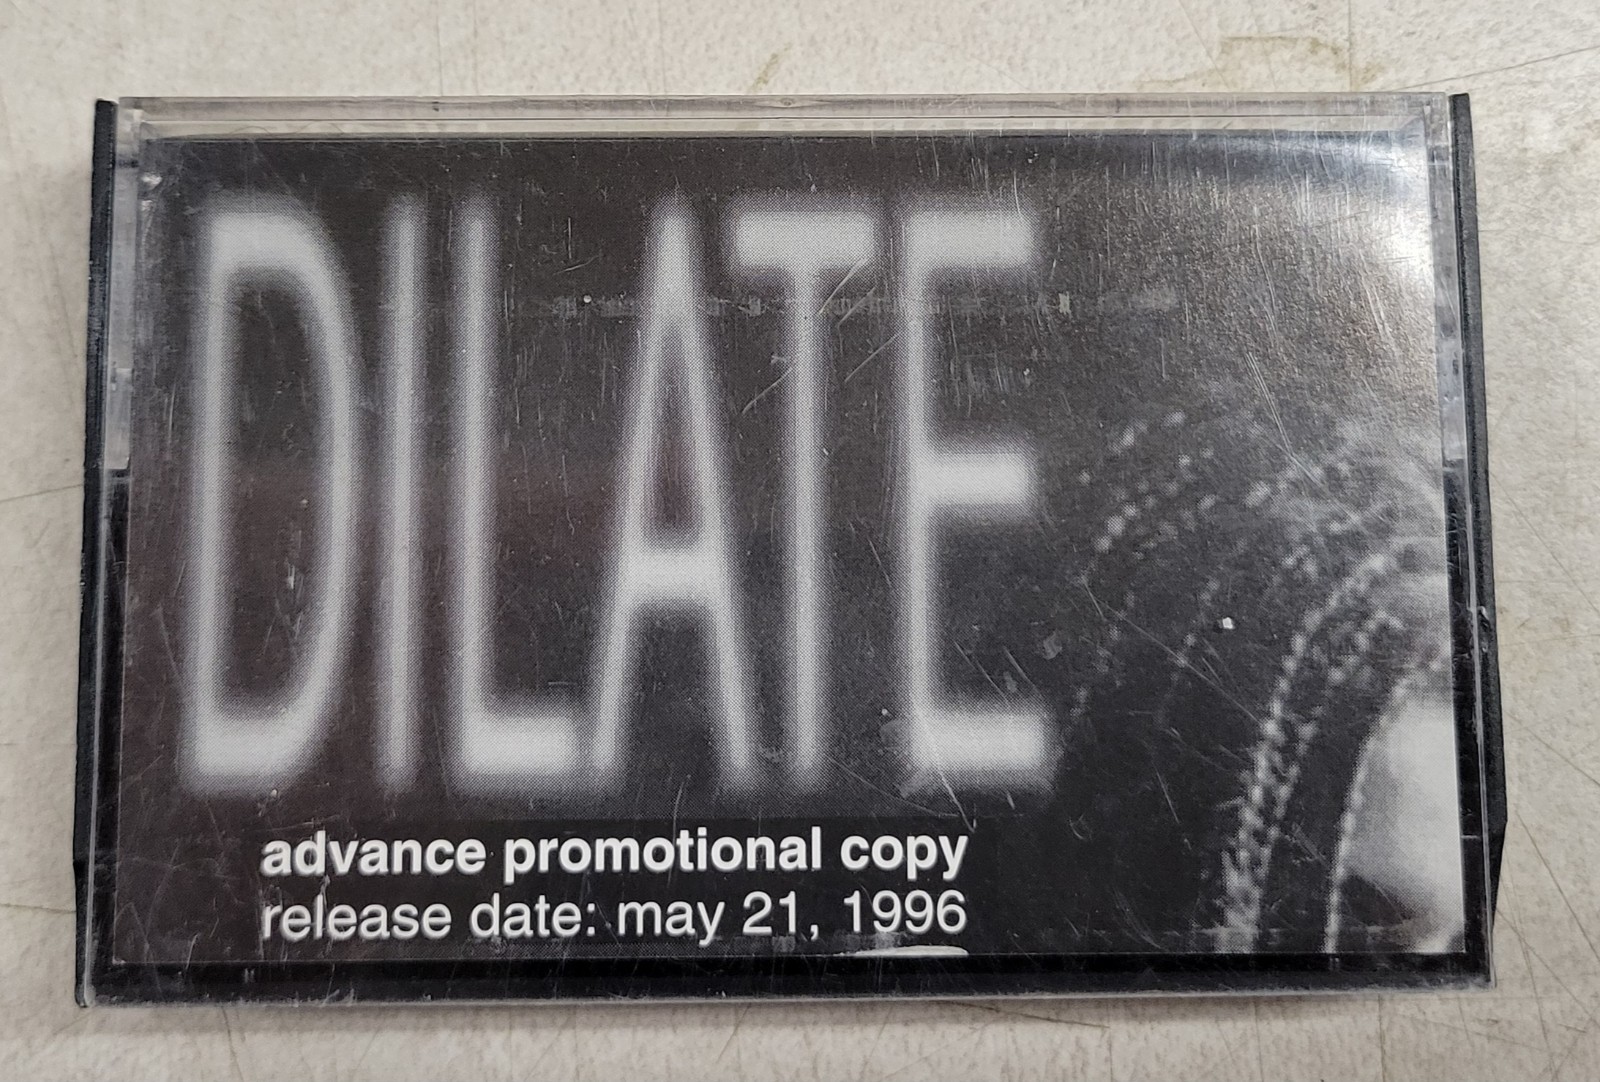 DILATE
advance promotional copy
release date: may 21, 1996